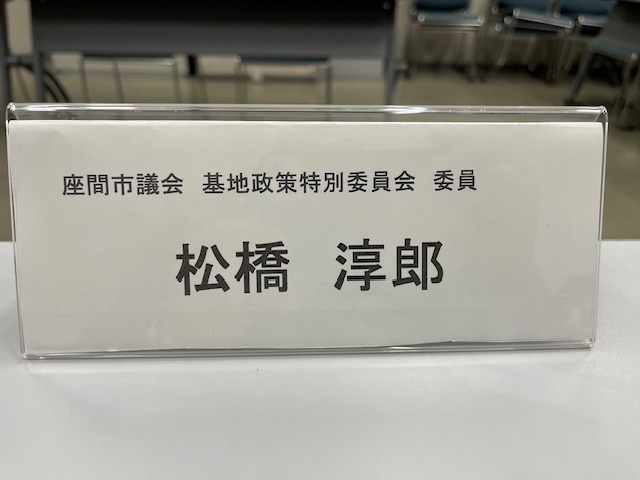 座間市議会　基地政策特別委員会　委員
松橋　淳郎